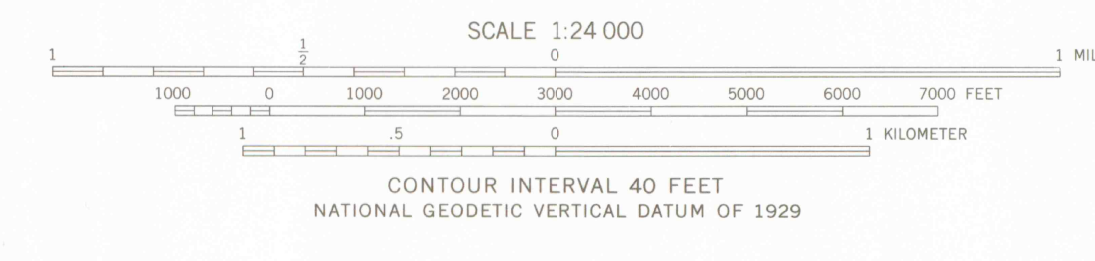 SCALE 1:24 000
1 1/2 0 1 MIL
1000 0 1000 2000 3000 4000 5000 6000 7000 FEET
1 .5 0 1 KILOMETER
CONTOUR INTERVAL 40 FEET
NATIONAL GEODETIC VERTICAL DATUM OF 1929